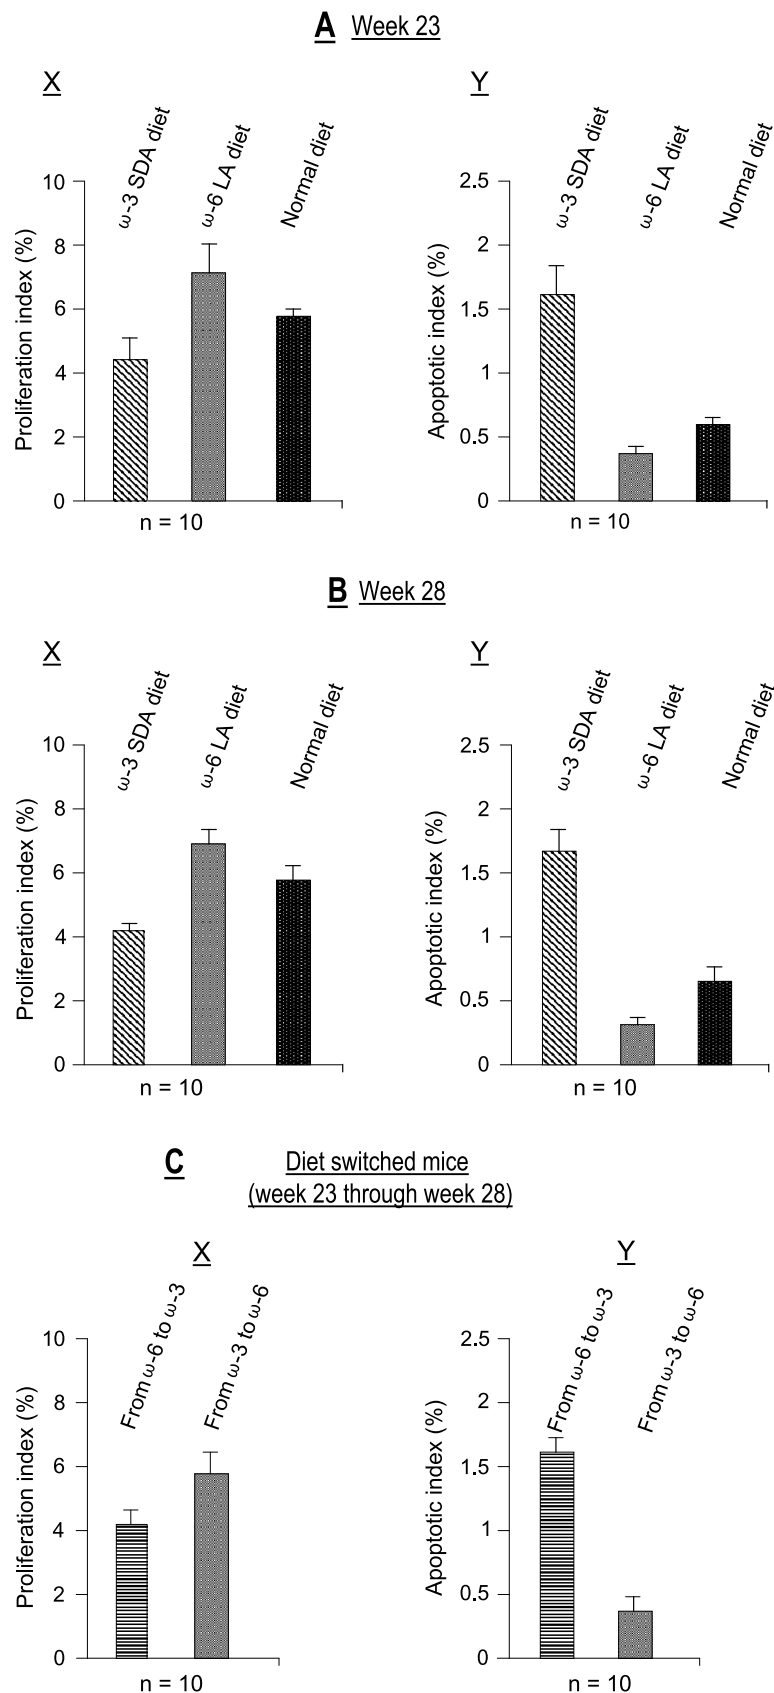 A Week 23
X
Y
ω-3 SDA diet
ω-6 LA diet
Normal diet
Proliferation index (%)
10
8
6
4
2
0
n = 10
ω-3 SDA diet
ω-6 LA diet
Normal diet
Apoptotic index (%)
2.5
2
1.5
1
0.5
0
n = 10
B Week 28
X
Y
ω-3 SDA diet
ω-6 LA diet
Normal diet
Proliferation index (%)
10
8
6
4
2
0
n = 10
ω-3 SDA diet
ω-6 LA diet
Normal diet
Apoptotic index (%)
2.5
2
1.5
1
0.5
0
n = 10
C Diet switched mice
(week 23 through week 28)
X
Y
From ω-6 to ω-3
From ω-3 to ω-6
Proliferation index (%)
10
8
6
4
2
0
n = 10
From ω-6 to ω-3
From ω-3 to ω-6
Apoptotic index (%)
2.5
2
1.5
1
0.5
0
n = 10